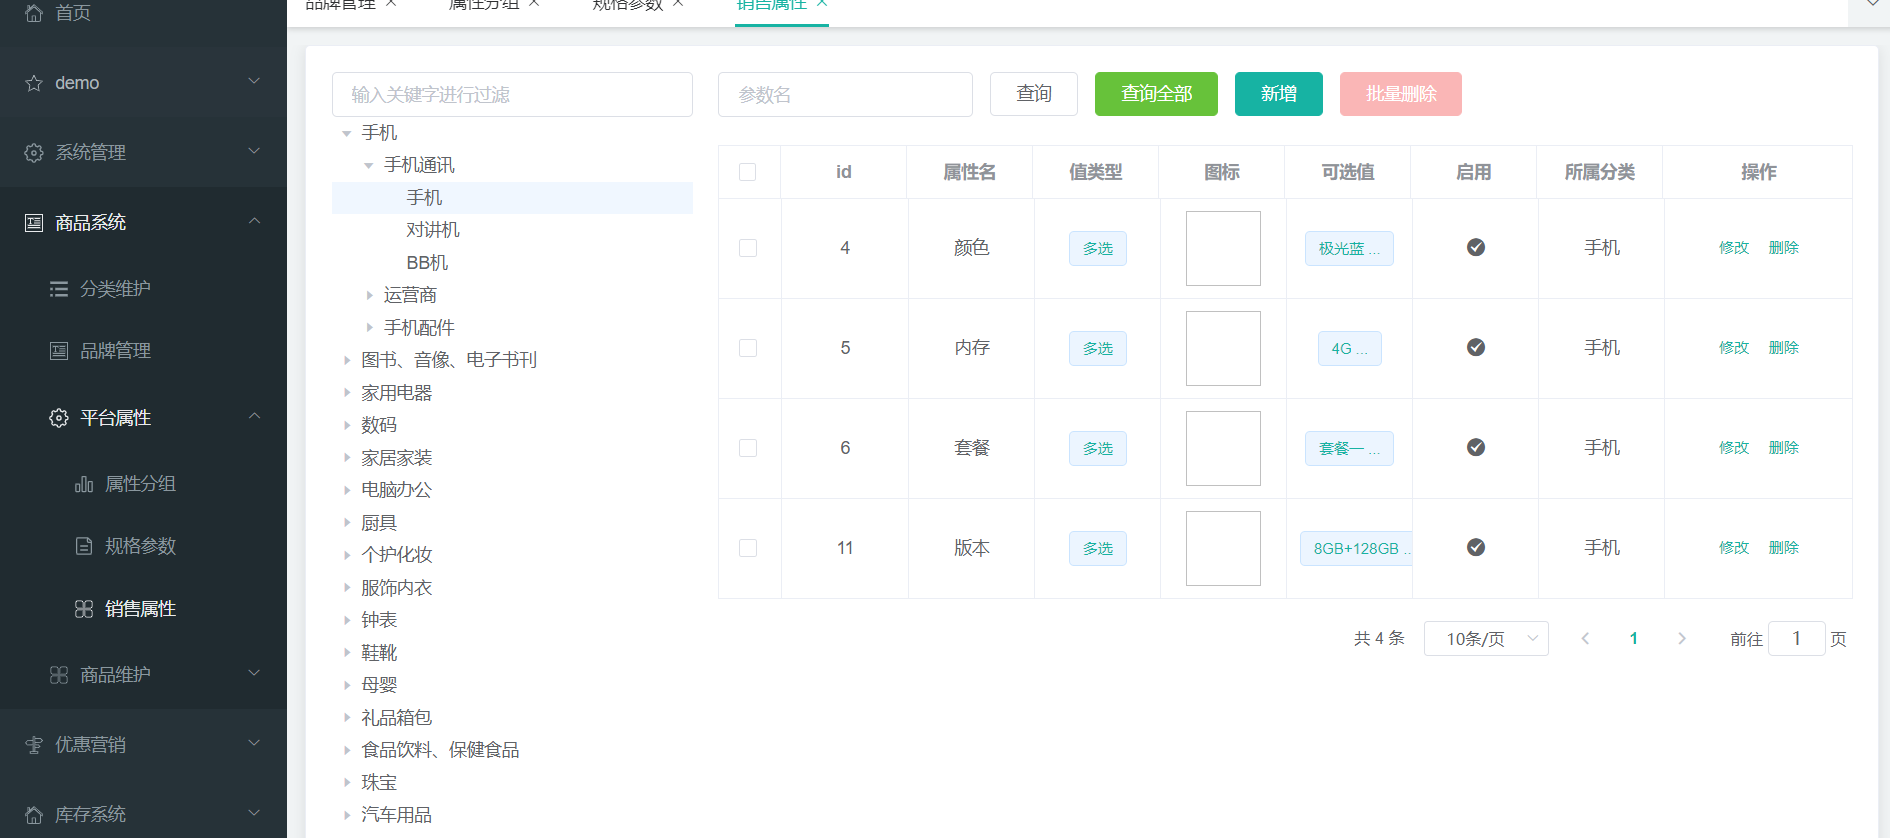 首页
demo
系统管理
商品系统
分类维护
品牌管理
平台属性
属性分组
规格参数
销售属性
商品维护
优惠营销
库存系统
品牌管理 属性分组 规格参数 销售属性
输入关键字进行过滤
手机
手机通讯
手机
对讲机
BB机
运营商
手机配件
图书、音像、电子书刊
家用电器
数码
家居家装
电脑办公
厨具
个护化妆
服饰内衣
钟表
鞋靴
母婴
礼品箱包
食品饮料、保健食品
珠宝
汽车用品
参数名 查询 查询全部 新增 批量删除
id 属性名 值类型 图标 可选值 启用 所属分类 操作
4 颜色 多选 极光蓝 ... 手机 修改 删除
5 内存 多选 4G ... 手机 修改 删除
6 套餐 多选 套餐一 ... 手机 修改 删除
11 版本 多选 8GB+128GB .. 手机 修改 删除
共 4 条 10条/页 1 前往 1 页